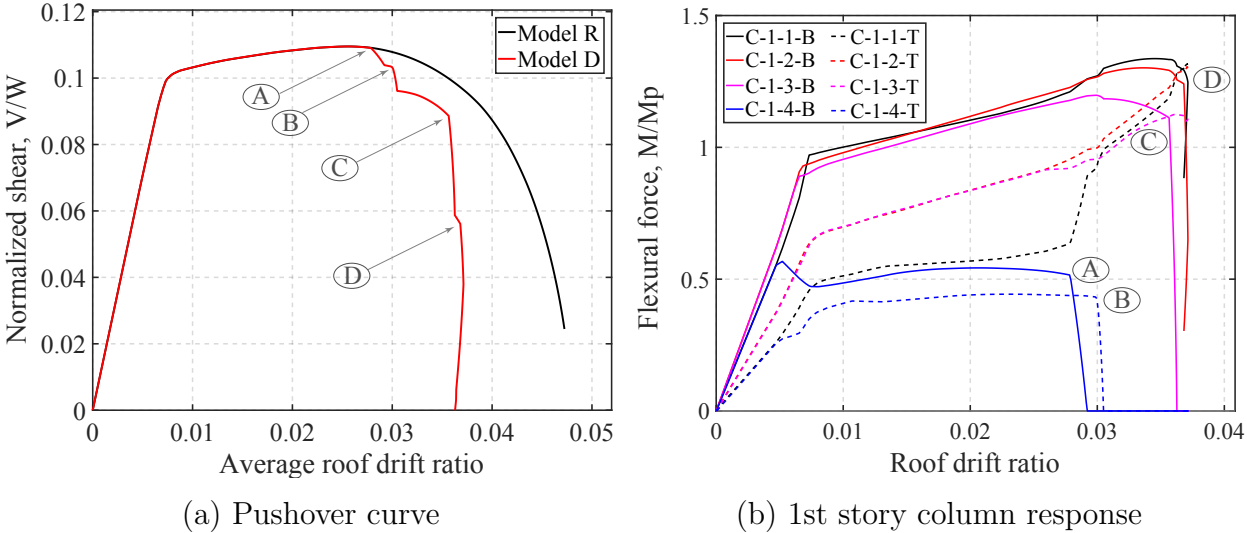 0.12
0.10
0.08
0.06
0.04
0.02
0
Normalized shear, V/W
Model R
Model D
A
B
C
D
0 0.01 0.02 0.03 0.04 0.05
Average roof drift ratio
(a) Pushover curve
1.5
1
0.5
0
Flexural force, M/Mp
C-1-1-B C-1-1-T
C-1-2-B C-1-2-T
C-1-3-B C-1-3-T
C-1-4-B C-1-4-T
D
C
A
B
0 0.01 0.02 0.03 0.04
Roof drift ratio
(b) 1st story column response